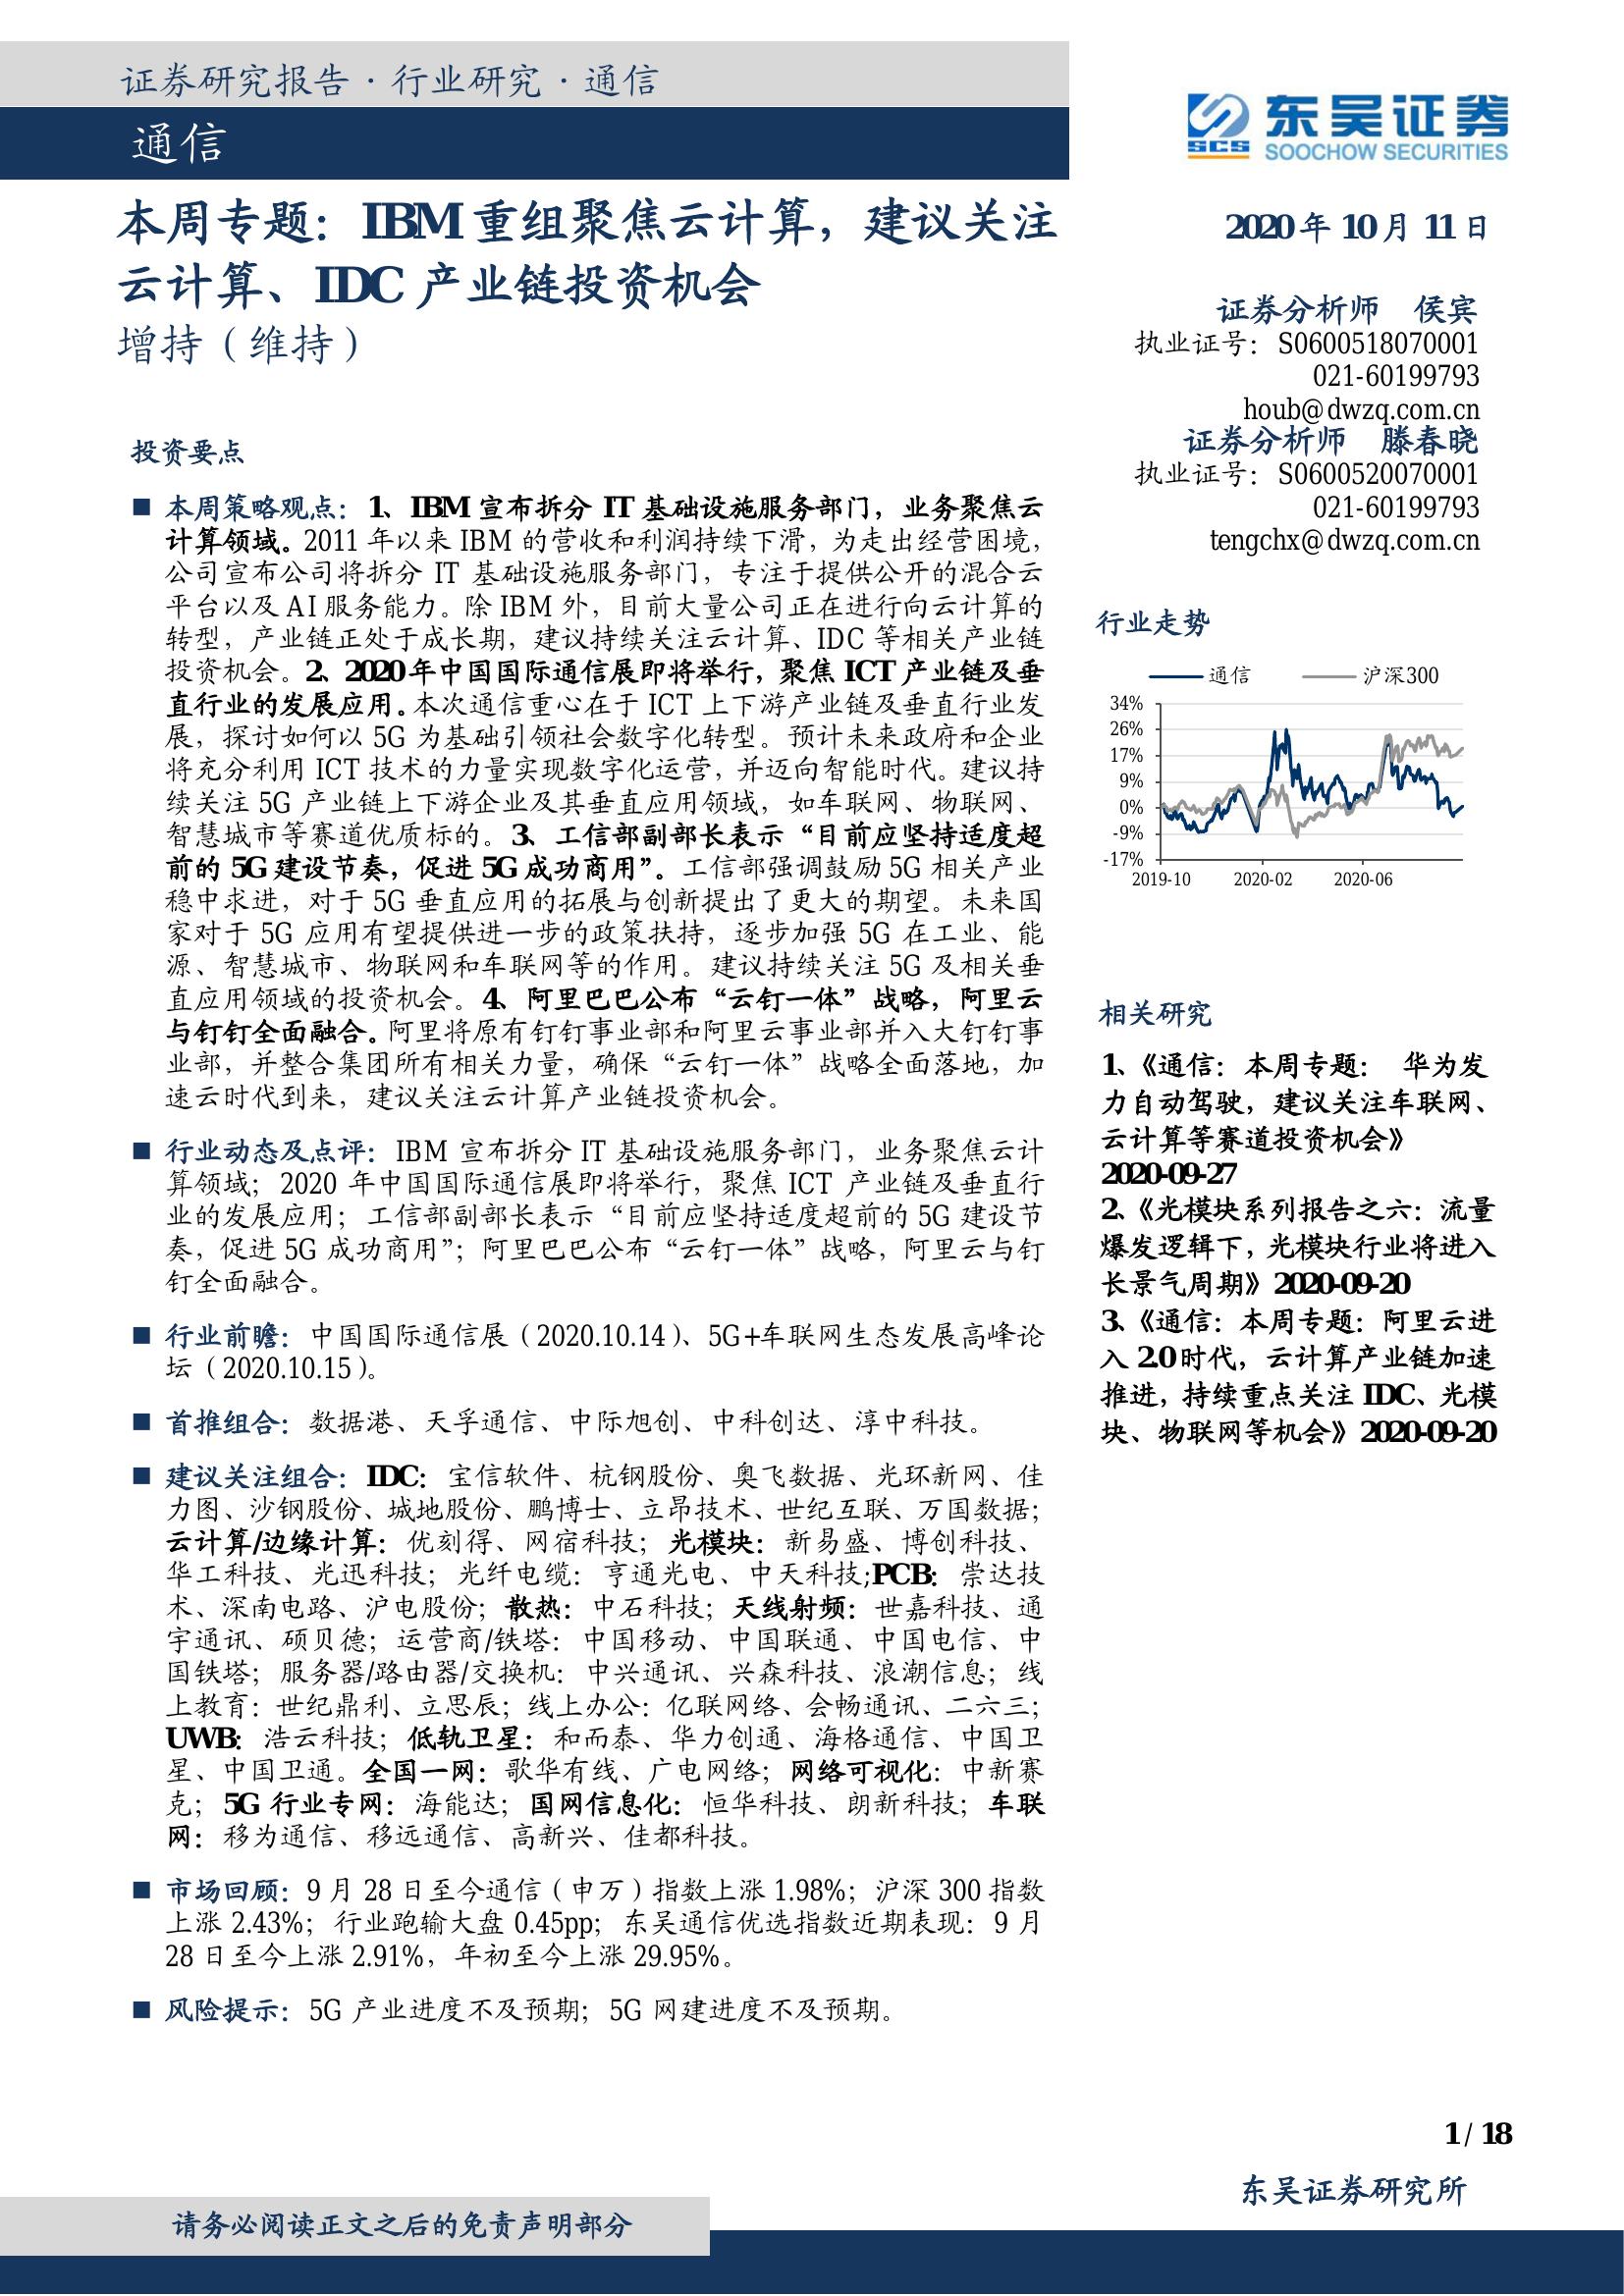 证券研究报告 · 行业研究 · 通信
通信
东吴证券
SCS
SOOCHOW SECURITIES
本周专题：IBM 重组聚焦云计算，建议关注
云计算、IDC 产业链投资机会
增持（维持）
2020 年 10 月 11 日
证券分析师 侯宾
执业证号：S0600518070001
021-60199793
houb@dwzq.com.cn
证券分析师 滕春晓
执业证号：S0600520070001
021-60199793
tengchx@dwzq.com.cn
投资要点
■ 本周策略观点：1、IBM 宣布拆分 IT 基础设施服务部门，业务聚焦云
计算领域。2011 年以来 IBM 的营收和利润持续下滑，为走出经营困境，
公司宣布公司将拆分 IT 基础设施服务部门，专注于提供公开的混合云
平台以及 AI 服务能力。除 IBM 外，目前大量公司正在进行向云计算的
转型，产业链正处于成长期，建议持续关注云计算、IDC 等相关产业链
投资机会。2、2020 年中国国际通信展即将举行，聚焦 ICT 产业链及垂
直行业的发展应用。本次通信重心在于 ICT 上下游产业链及垂直行业发
展，探讨如何以 5G 为基础引领社会数字化转型。预计未来政府和企业
将充分利用 ICT 技术的力量实现数字化运营，并迈向智能时代。建议持
续关注 5G 产业链上下游企业及其垂直应用领域，如车联网、物联网、
智慧城市等赛道优质标的。3、工信部副部长表示“目前应坚持适度超
前的 5G 建设节奏，促进 5G 成功商用”。工信部强调鼓励 5G 相关产业
稳中求进，对于 5G 垂直应用的拓展与创新提出了更大的期望。未来国
家对于 5G 应用有望提供进一步的政策扶持，逐步加强 5G 在工业、能
源、智慧城市、物联网和车联网等的作用。建议持续关注 5G 及相关垂
直应用领域的投资机会。4、阿里巴巴公布“云钉一体”战略，阿里云
与钉钉全面融合。阿里将原有钉钉事业部和阿里云事业部并入大钉钉事
业部，并整合集团所有相关力量，确保“云钉一体”战略全面落地，加
速云时代到来，建议关注云计算产业链投资机会。
■ 行业动态及点评：IBM 宣布拆分 IT 基础设施服务部门，业务聚焦云计
算领域；2020 年中国国际通信展即将举行，聚焦 ICT 产业链及垂直行
业的发展应用；工信部副部长表示“目前应坚持适度超前的 5G 建设节
奏，促进 5G 成功商用”；阿里巴巴公布“云钉一体”战略，阿里云与钉
钉全面融合。
■ 行业前瞻：中国国际通信展（2020.10.14）、5G+车联网生态发展高峰论
坛（2020.10.15）。
■ 首推组合：数据港、天孚通信、中际旭创、中科创达、淳中科技。
■ 建议关注组合：IDC：宝信软件、杭钢股份、奥飞数据、光环新网、佳
力图、沙钢股份、城地股份、鹏博士、立昂技术、世纪互联、万国数据；
云计算/边缘计算：优刻得、网宿科技；光模块：新易盛、博创科技、
华工科技、光迅科技；光纤电缆：亨通光电、中天科技;PCB：崇达技
术、深南电路、沪电股份；散热：中石科技；天线射频：世嘉科技、通
宇通讯、硕贝德；运营商/铁塔：中国移动、中国联通、中国电信、中
国铁塔；服务器/路由器/交换机：中兴通讯、兴森科技、浪潮信息；线
上教育：世纪鼎利、立思辰；线上办公：亿联网络、会畅通讯、二六三；
UWB：浩云科技；低轨卫星：和而泰、华力创通、海格通信、中国卫
星、中国卫通。全国一网：歌华有线、广电网络；网络可视化：中新赛
克；5G 行业专网：海能达；国网信息化：恒华科技、朗新科技；车联
网：移为通信、移远通信、高新兴、佳都科技。
■ 市场回顾：9 月 28 日至今通信（申万）指数上涨 1.98%；沪深 300 指数
上涨 2.43%；行业跑输大盘 0.45pp；东吴通信优选指数近期表现：9 月
28 日至今上涨 2.91%，年初至今上涨 29.95%。
■ 风险提示：5G 产业进度不及预期；5G 网建进度不及预期。
行业走势
通信 沪深300
34%
26%
17%
9%
0%
-9%
-17%
2019-10 2020-02 2020-06
相关研究
1、《通信：本周专题： 华为发
力自动驾驶，建议关注车联网、
云计算等赛道投资机会》
2020-09-27
2、《光模块系列报告之六：流量
爆发逻辑下，光模块行业将进入
长景气周期》2020-09-20
3、《通信：本周专题：阿里云进
入 2.0 时代，云计算产业链加速
推进，持续重点关注 IDC、光模
块、物联网等机会》2020-09-20
1 / 18
东吴证券研究所
请务必阅读正文之后的免责声明部分